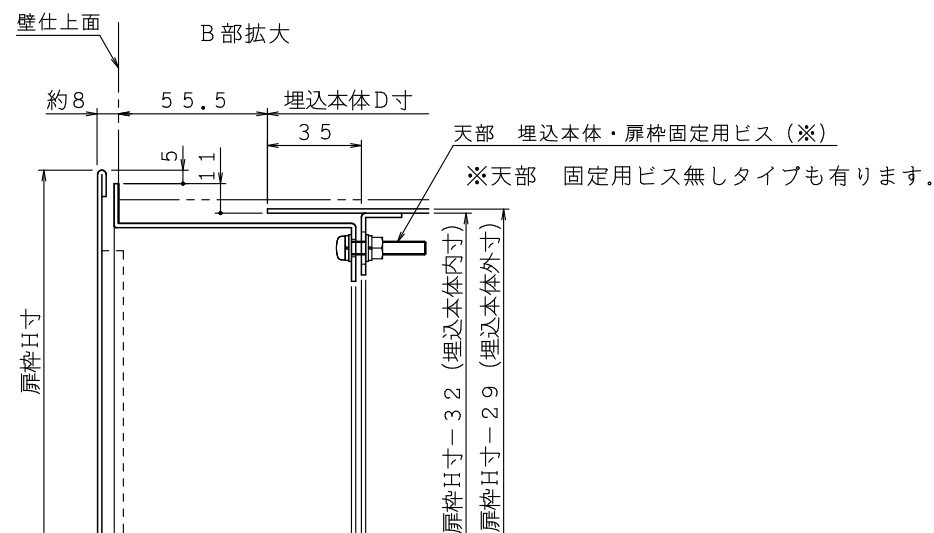 壁仕上面
B部拡大
約8
55.5
埋込本体D寸
35
5
11
天部 埋込本体・扉枠固定用ビス(※)
※天部 固定用ビス無しタイプも有ります。
扉枠H寸
扉枠H寸－32(埋込本体内寸)
扉枠H寸－29(埋込本体外寸)